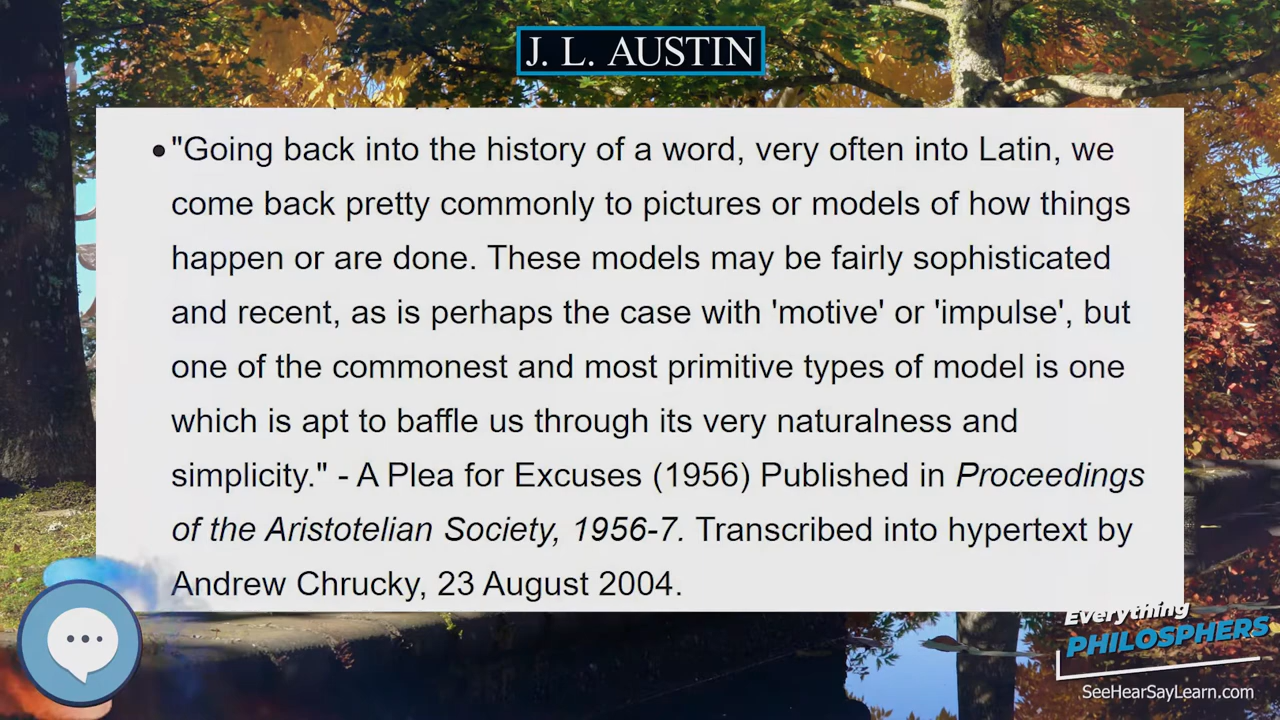 J. L. AUSTIN
•"Going back into the history of a word, very often into Latin, we
come back pretty commonly to pictures or models of how things
happen or are done. These models may be fairly sophisticated
and recent, as is perhaps the case with 'motive' or 'impulse', but
one of the commonest and most primitive types of model is one
which is apt to baffle us through its very naturalness and
simplicity." - A Plea for Excuses (1956) Published in Proceedings
of the Aristotelian Society, 1956-7. Transcribed into hypertext by
Andrew Chrucky, 23 August 2004.
Everything
PHILOSPHERS
SeeHearSayLearn.com